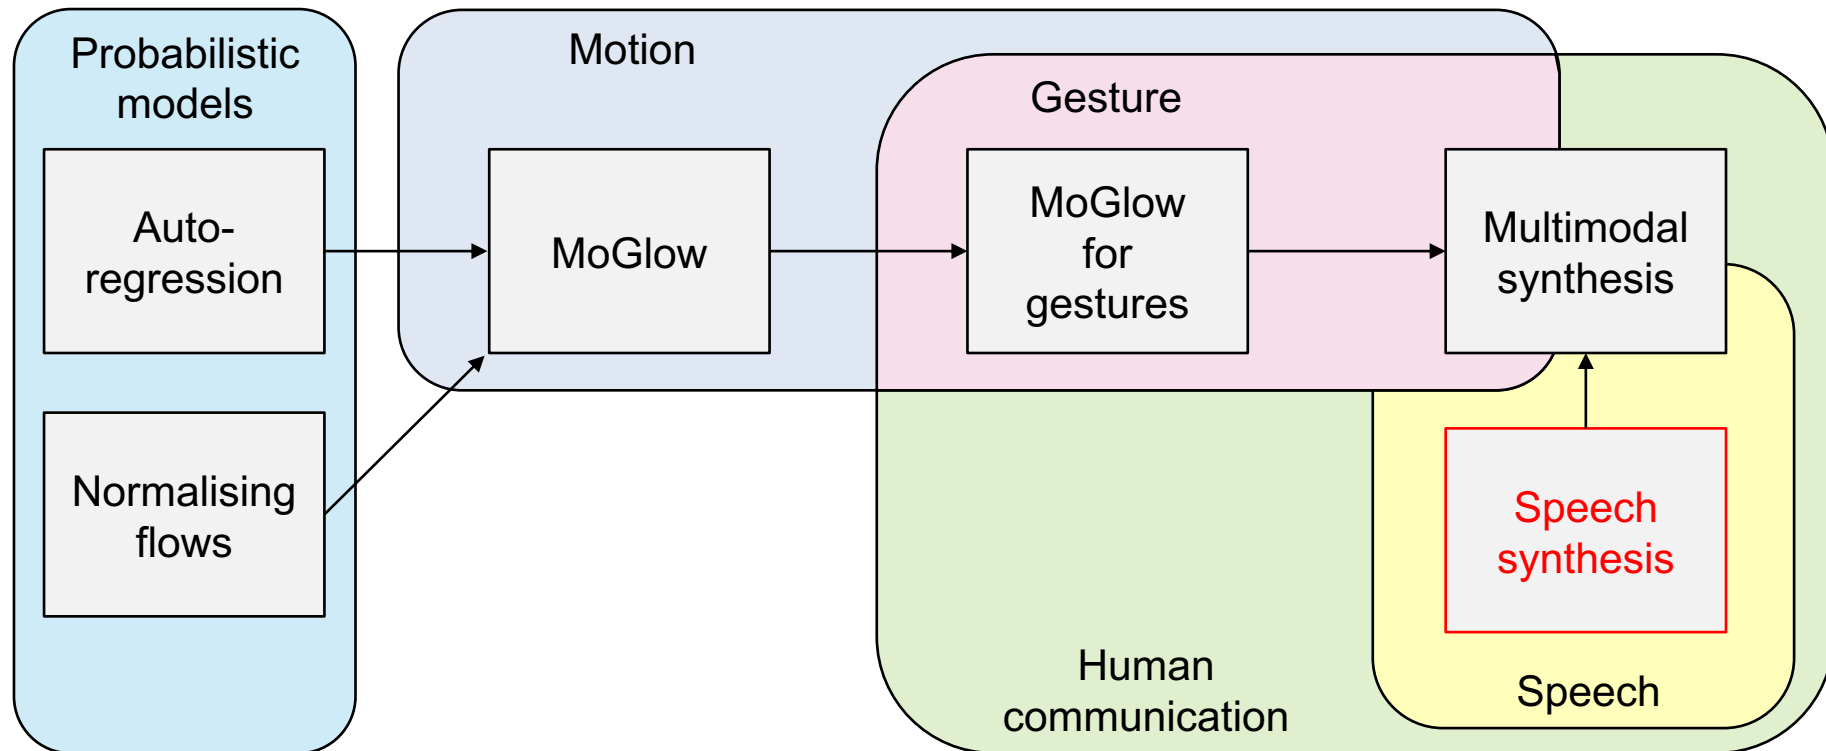 Probabilistic
models
Auto-
regression
Normalising
flows
Motion
MoGlow
Gesture
MoGlow
for
gestures
Multimodal
synthesis
Speech
synthesis
Speech
Human
communication